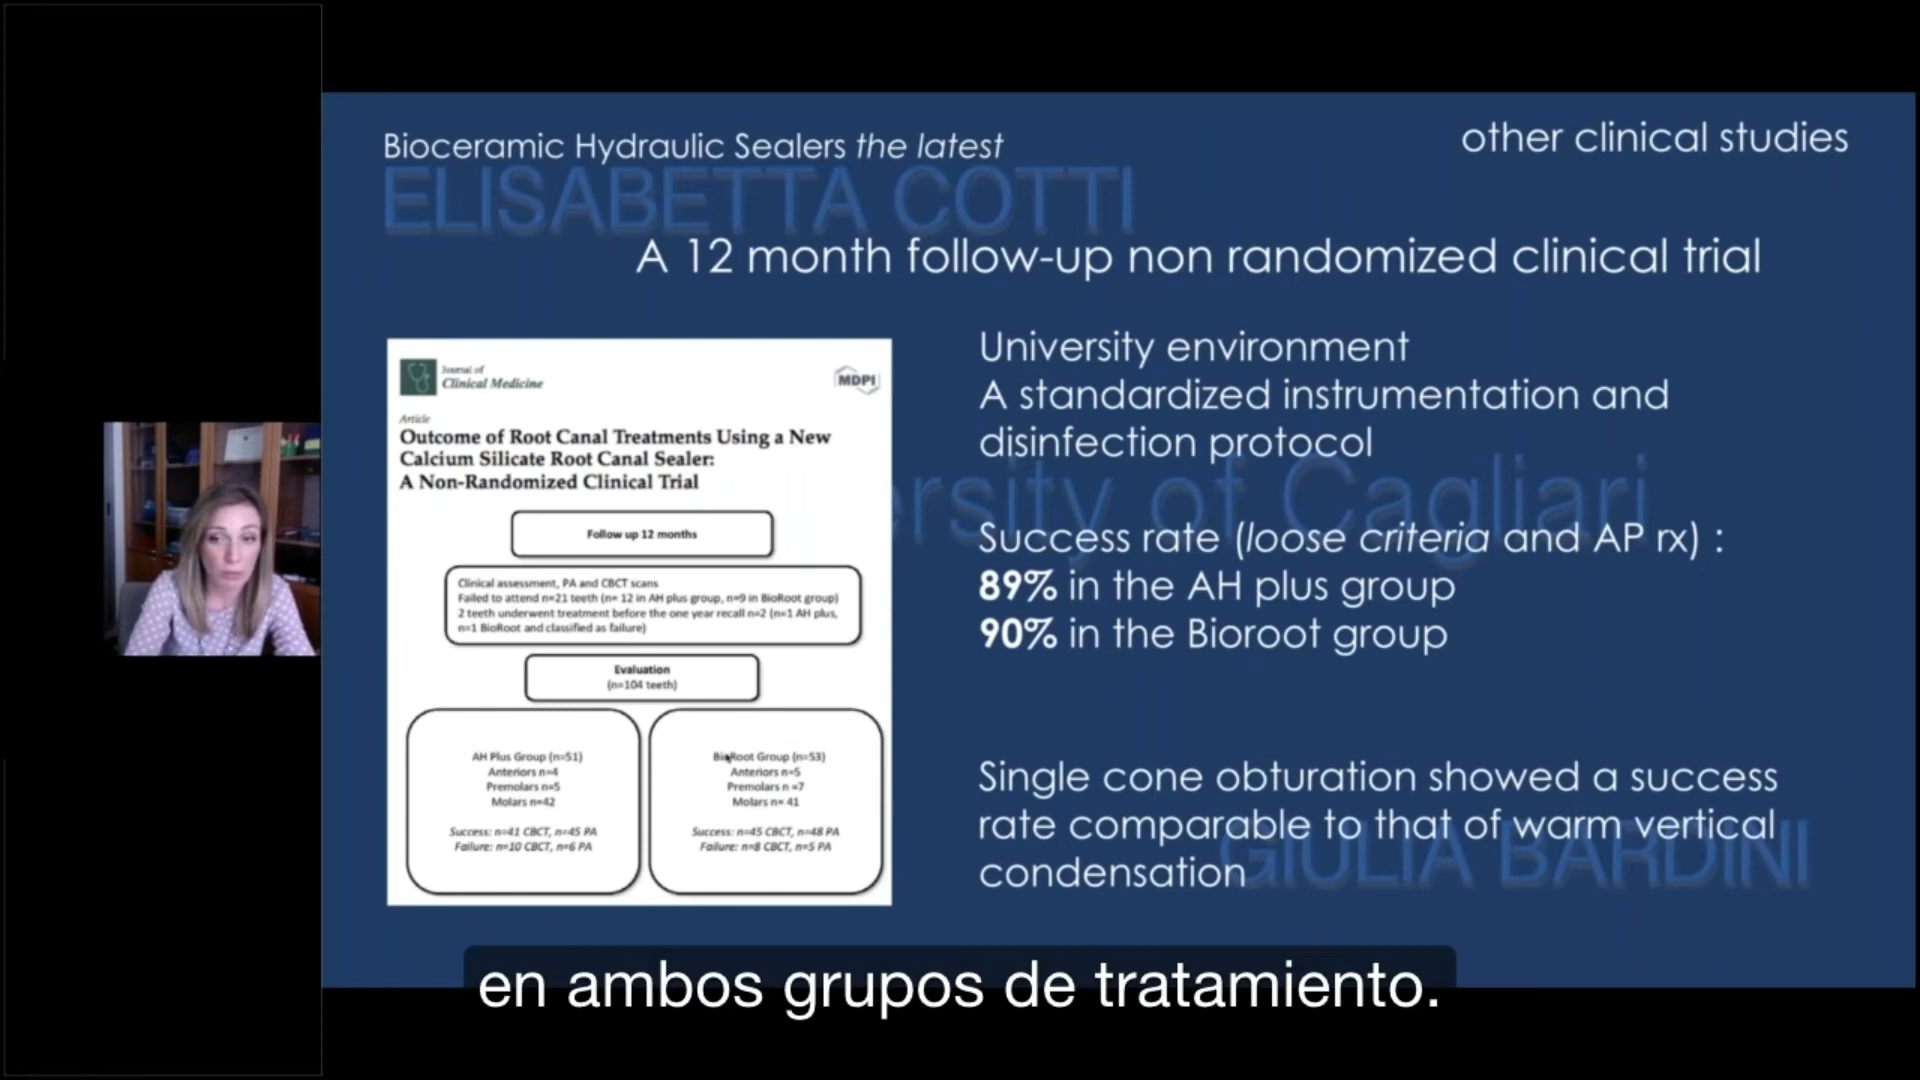 Bioceramic Hydraulic Sealers the latest
other clinical studies
ELISABETTA COTTI
A 12 month follow-up non randomized clinical trial
Journal of
Clinical Medicine
MDPI
Article
Outcome of Root Canal Treatments Using a New
Calcium Silicate Root Canal Sealer:
A Non-Randomized Clinical Trial
Follow up 12 months
Clinical assessment, PA and CBCT scans
Failed to attend n=21 teeth (n= 12 in AH plus group, n=9 in BioRoot group)
2 teeth underwent treatment before the one year recall n=2 (n=1 AH plus,
n=1 BioRoot and classified as failure)
Evaluation
(n=104 teeth)
AH Plus Group (n=51)
Anteriors n=4
Premolars n=5
Molars n=42
Success: n=41 CBCT, n=45 PA
Failure: n=10 CBCT, n=6 PA
BioRoot Group (n=53)
Anteriors n=5
Premolars n =7
Molars n= 41
Success: n=45 CBCT, n=48 PA
Failure: n=8 CBCT, n=5 PA
University environment
A standardized instrumentation and
disinfection protocol
ersity of Cagliari
Success rate (loose criteria and AP rx) :
89% in the AH plus group
90% in the Bioroot group
Single cone obturation showed a success
rate comparable to that of warm vertical
condensation
GIULIA BARDINI
en ambos grupos de tratamiento.